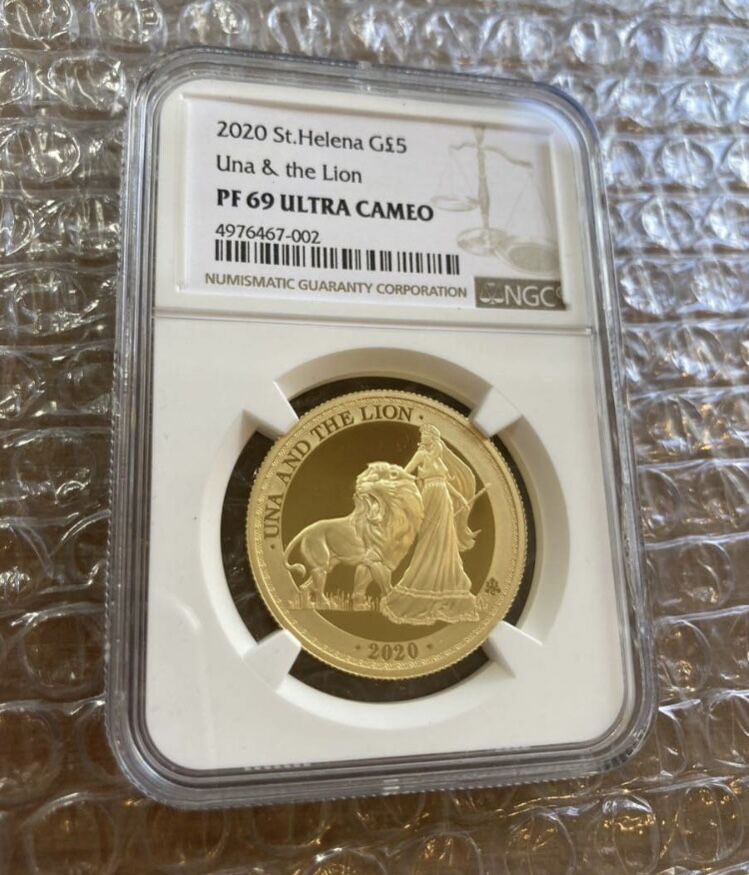 2020 St.Helena G£5
Una & the Lion
PF 69 ULTRA CAMEO
4976467-002
NUMISMATIC GUARANTY CORPORATION
NGC
· UNA AND THE LION ·
· 2020 ·